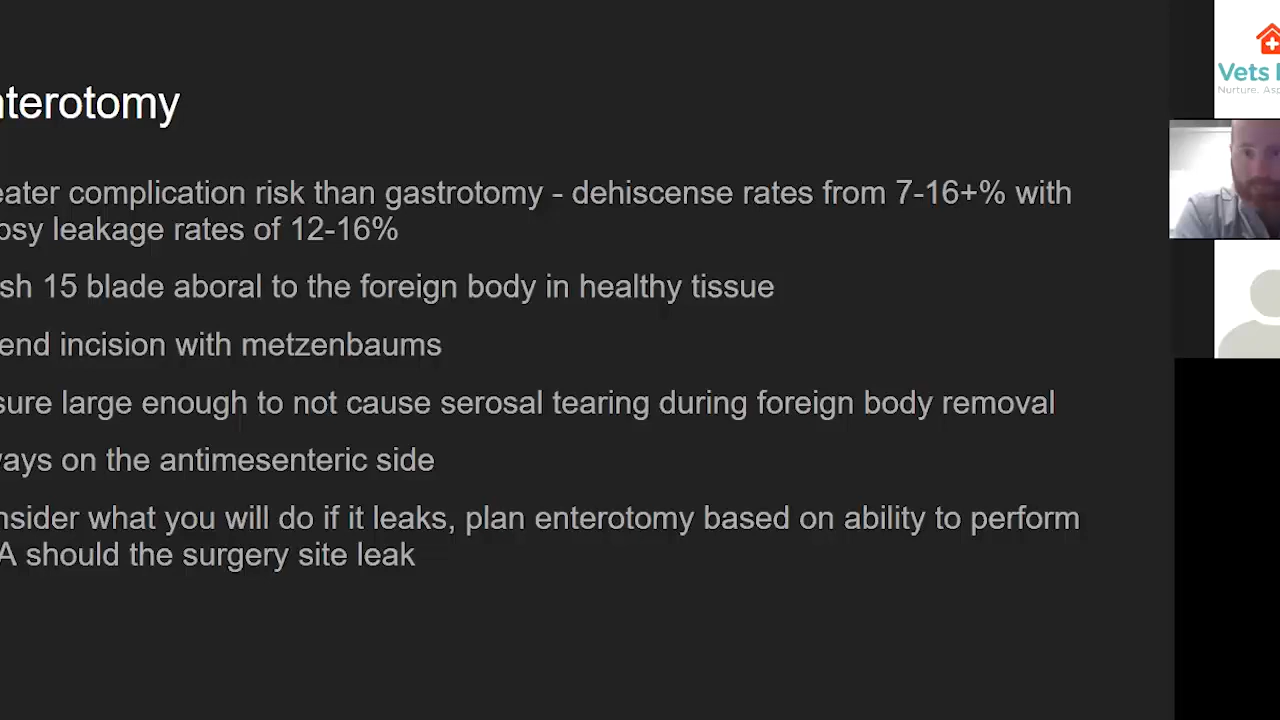 nterotomy
eater complication risk than gastrotomy - dehiscense rates from 7-16+% with
psy leakage rates of 12-16%
sh 15 blade aboral to the foreign body in healthy tissue
end incision with metzenbaums
sure large enough to not cause serosal tearing during foreign body removal
ways on the antimesenteric side
nsider what you will do if it leaks, plan enterotomy based on ability to perform
A should the surgery site leak
Vets
Nurture. Asp